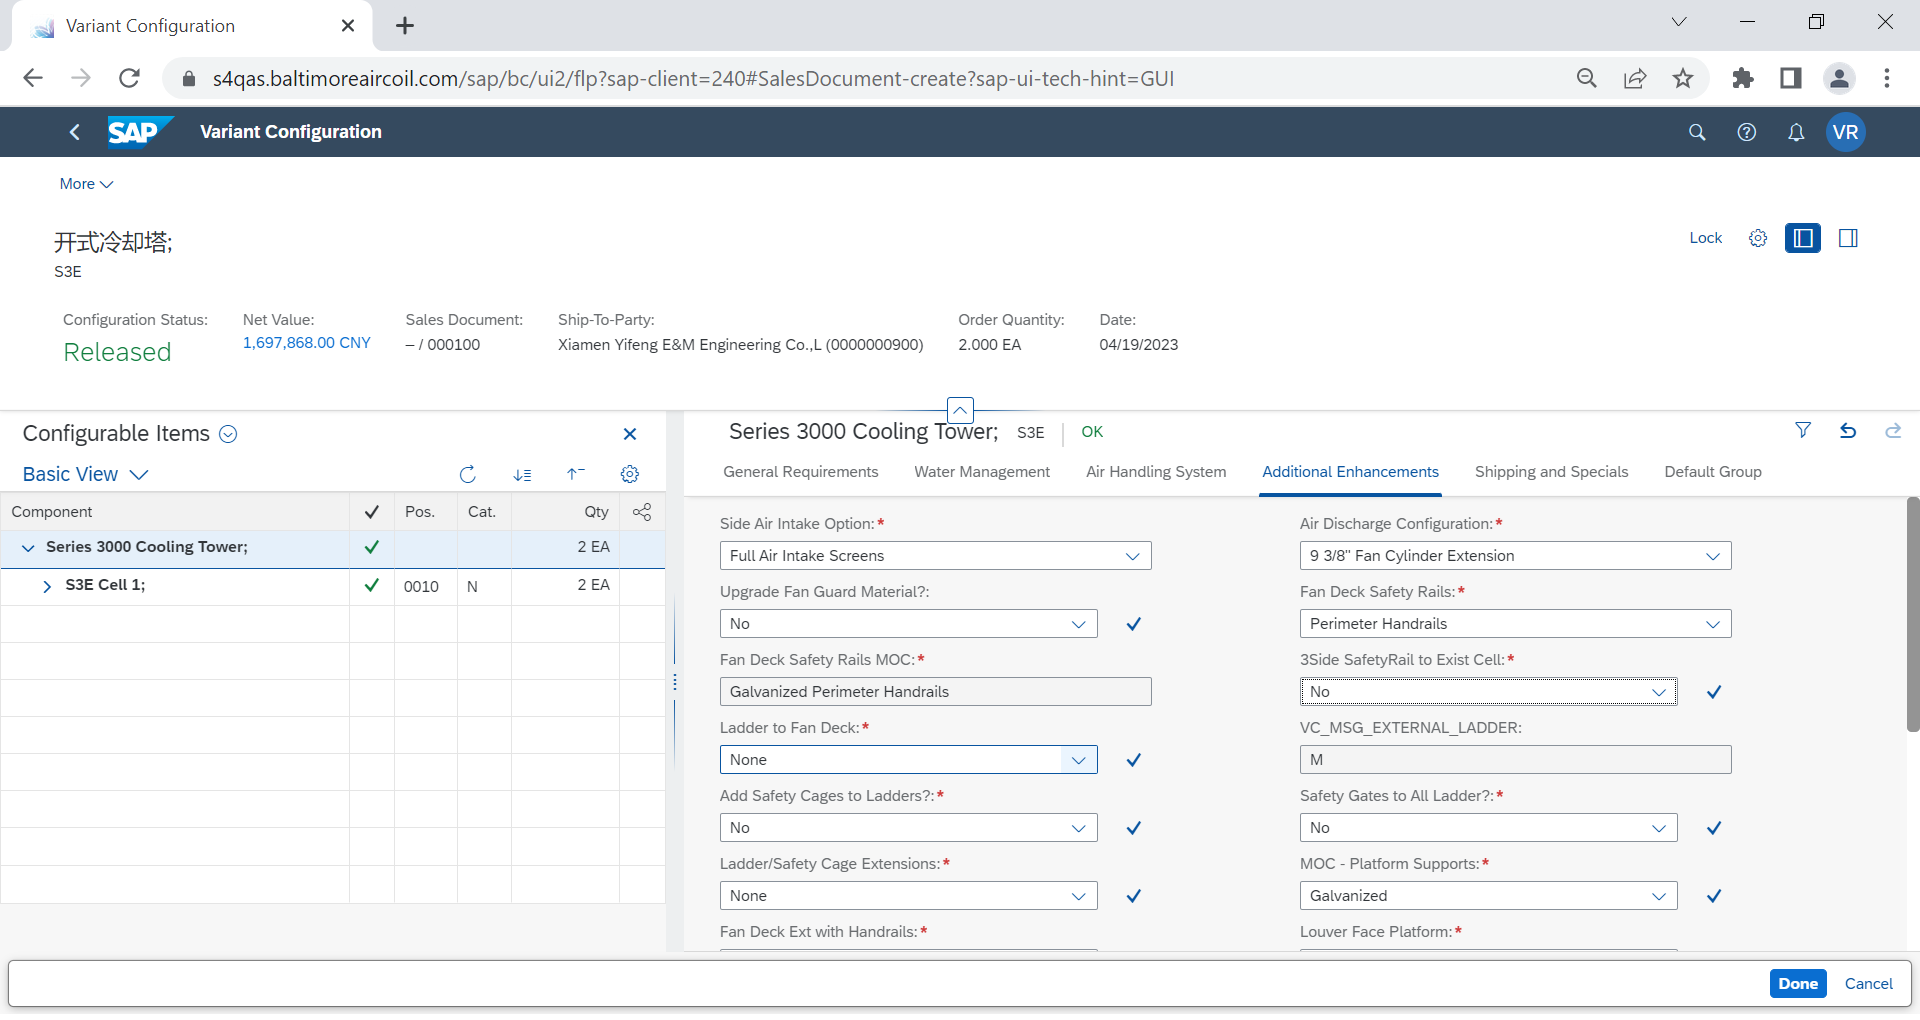 Variant Configuration
s4qas.baltimoreaircoil.com/sap/bc/ui2/flp?sap-client=240#SalesDocument-create?sap-ui-tech-hint=GUI
SAP Variant Configuration VR
More
开式冷却塔;
S3E
Lock
Configuration Status: Net Value: Sales Document: Ship-To-Party: Order Quantity: Date:
Released 1,697,868.00 CNY – / 000100 Xiamen Yifeng E&M Engineering Co.,L (0000000900) 2.000 EA 04/19/2023
Configurable Items
Basic View
Component Pos. Cat. Qty
Series 3000 Cooling Tower; 2 EA
S3E Cell 1; 0010 N 2 EA
Series 3000 Cooling Tower; S3E OK
General Requirements Water Management Air Handling System Additional Enhancements Shipping and Specials Default Group
Side Air Intake Option:* Air Discharge Configuration:*
Full Air Intake Screens 9 3/8" Fan Cylinder Extension
Upgrade Fan Guard Material?: Fan Deck Safety Rails:*
No Perimeter Handrails
Fan Deck Safety Rails MOC:* 3Side SafetyRail to Exist Cell:*
Galvanized Perimeter Handrails No
Ladder to Fan Deck:* VC_MSG_EXTERNAL_LADDER:
None M
Add Safety Cages to Ladders?:* Safety Gates to All Ladder?:*
No No
Ladder/Safety Cage Extensions:* MOC - Platform Supports:*
None Galvanized
Fan Deck Ext with Handrails:* Louver Face Platform:*
Done Cancel